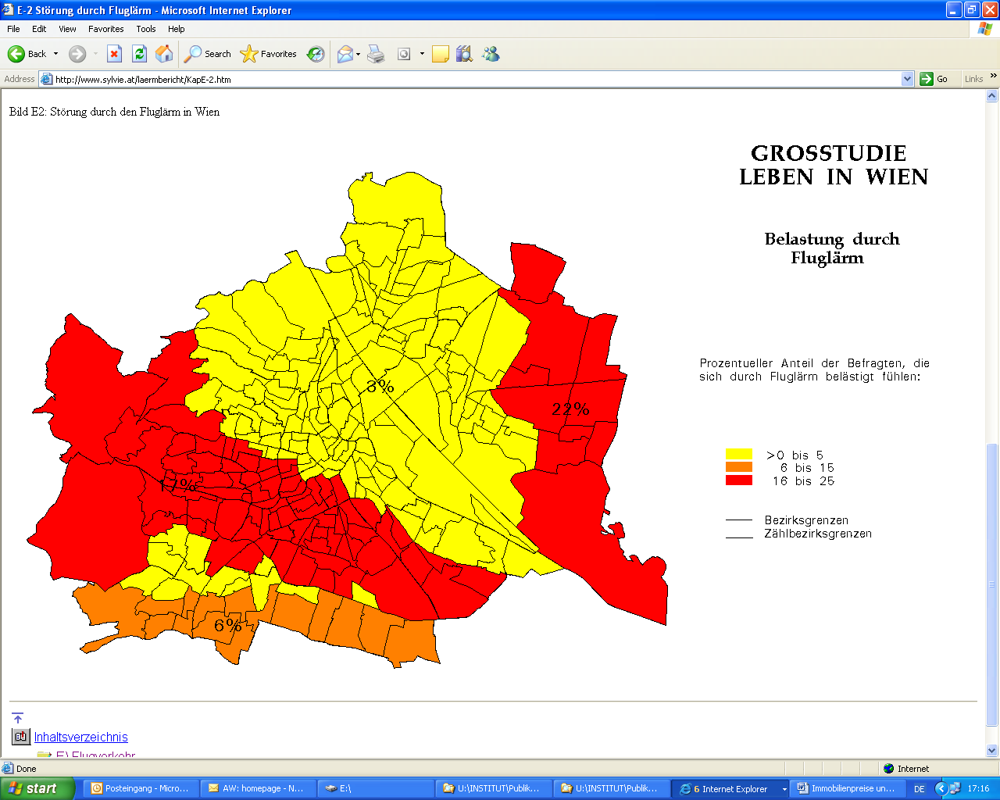 E-2 Störung durch Fluglärm - Microsoft Internet Explorer
File Edit View Favorites Tools Help
Back Search Favorites
Address http://www.sylvie.at/laermbericht/KapE-2.htm Go Links »
Bild E2: Störung durch den Fluglärm in Wien
GROSSTUDIE
LEBEN IN WIEN
Belastung durch
Fluglärm
Prozentueller Anteil der Befragten, die
sich durch Fluglärm belästigt fühlen:
3%
22%
17%
6%
>0 bis 5
6 bis 15
16 bis 25
Bezirksgrenzen
Zählbezirksgrenzen
Inhaltsverzeichnis
E) Flugverkehr
Done Internet
start Posteingang - Micro... AW: homepage - N... E:\ U:\INSTITUT\Publik... U:\INSTITUT\Publik... 6 Internet Explorer Immobilienpreise un... DE 17:16